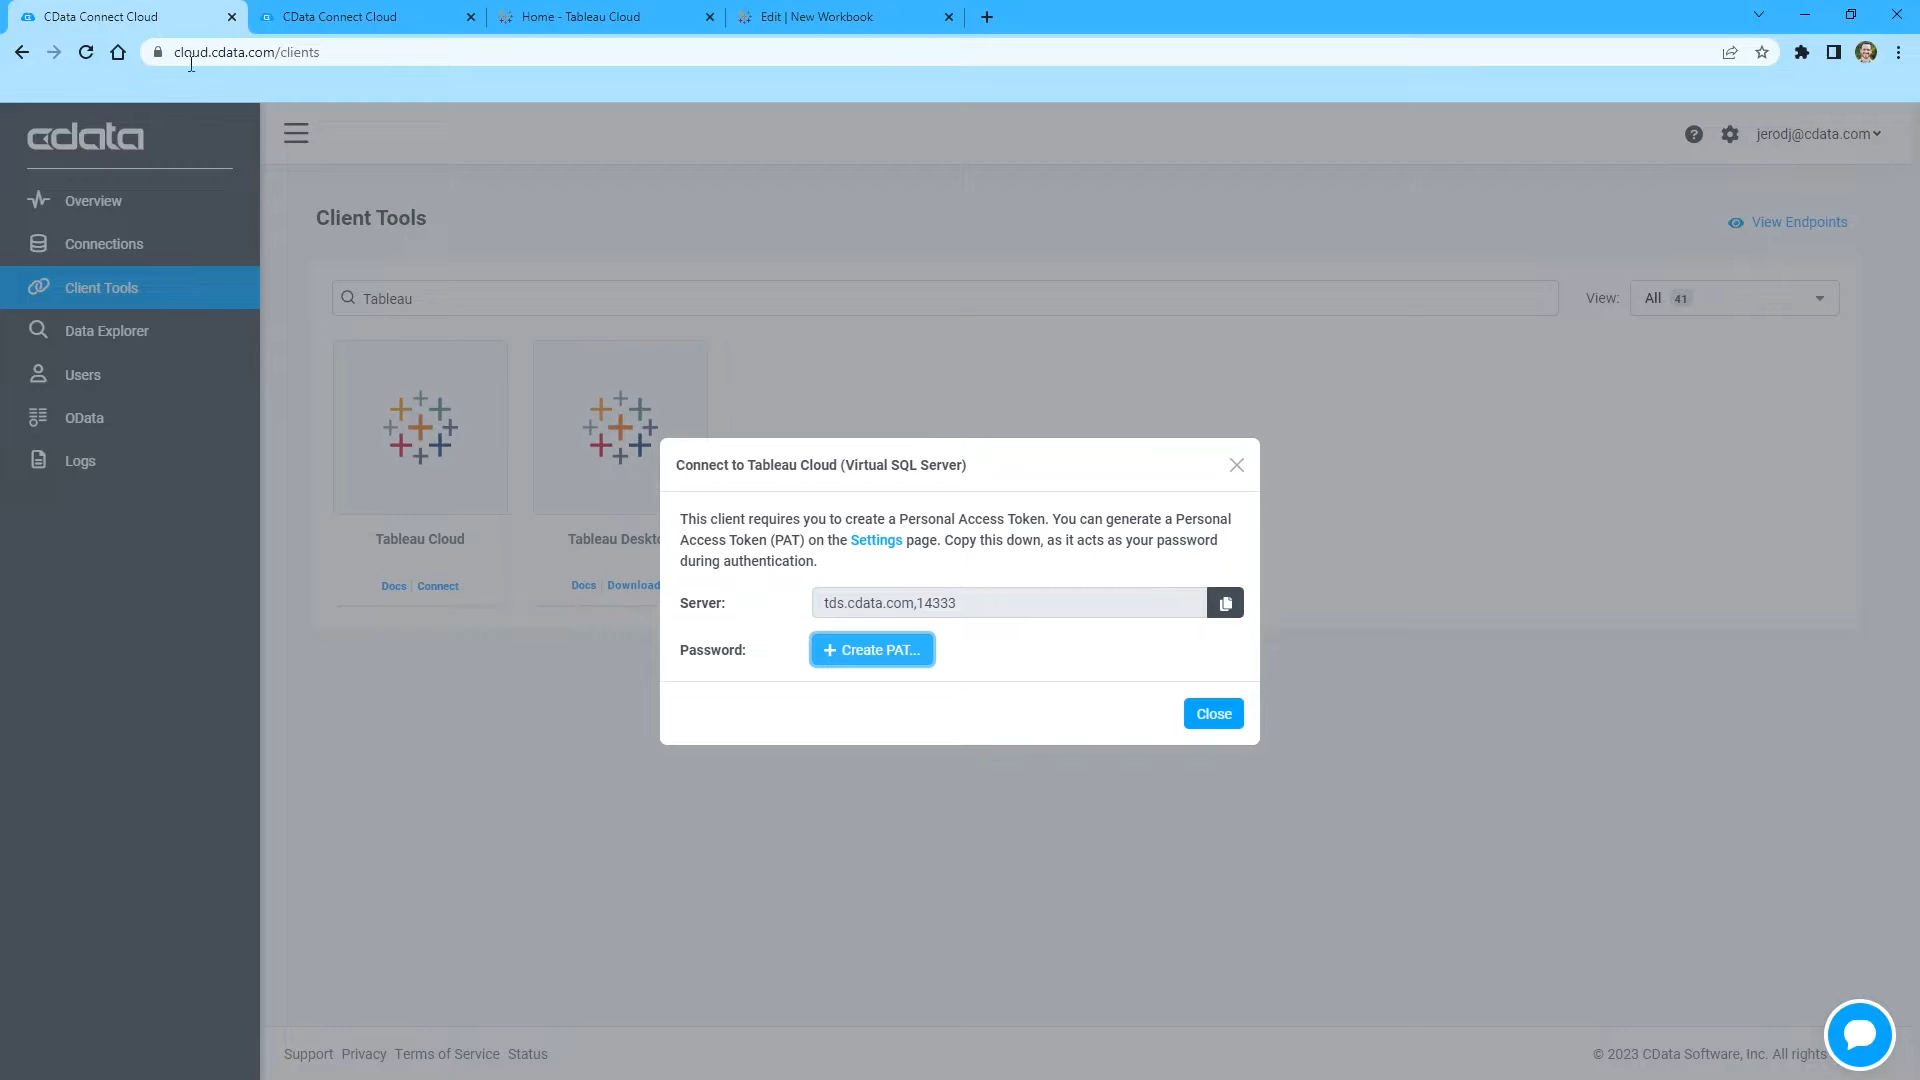 CData Connect Cloud
CData Connect Cloud
Home - Tableau Cloud
Edit | New Workbook
cloud.cdata.com/clients
cdata
jerodj@cdata.com
Overview
Connections
Client Tools
Data Explorer
Users
OData
Logs
Client Tools
View Endpoints
Tableau
View:
All 41
Tableau Cloud
Docs | Connect
Tableau Deskto
Docs | Download
Connect to Tableau Cloud (Virtual SQL Server)
This client requires you to create a Personal Access Token. You can generate a Personal
Access Token (PAT) on the Settings page. Copy this down, as it acts as your password
during authentication.
Server:
tds.cdata.com,14333
Password:
+ Create PAT...
Close
Support Privacy Terms of Service Status
© 2023 CData Software, Inc. All rights